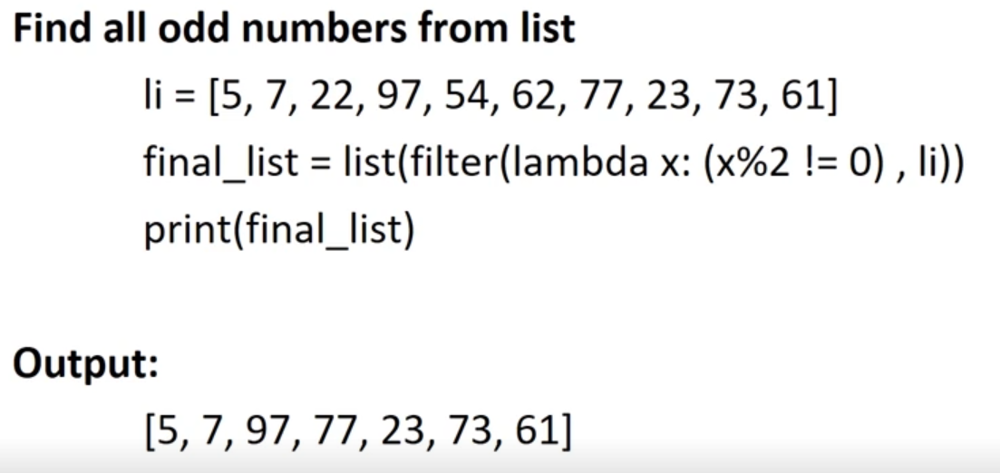 Find all odd numbers from list
li = [5, 7, 22, 97, 54, 62, 77, 23, 73, 61]
final_list = list(filter(lambda x: (x%2 != 0) , li))
print(final_list)
Output:
[5, 7, 97, 77, 23, 73, 61]